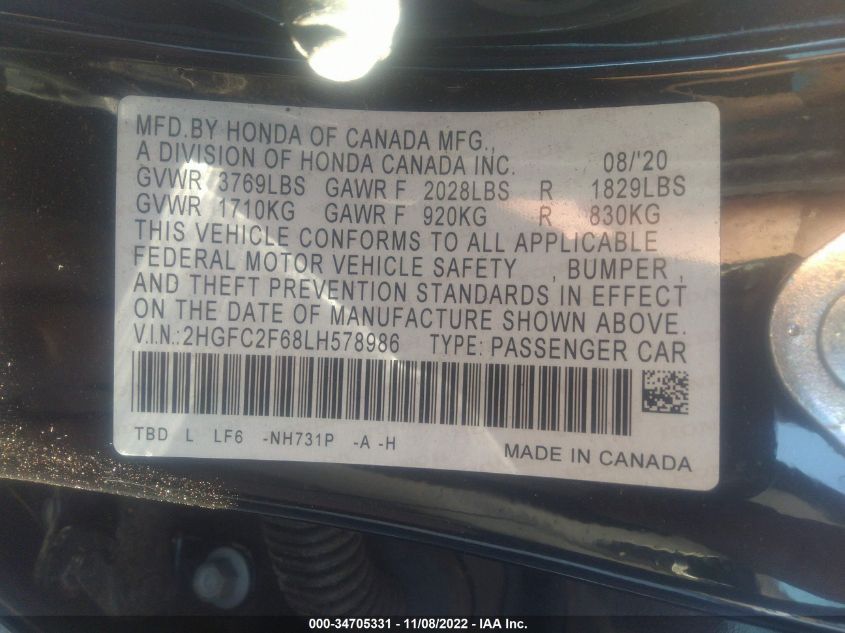 MFD.BY HONDA OF CANADA MFG.,
A DIVISION OF HONDA CANADA INC. 08/'20
GVWR 3769LBS GAWR F 2028LBS R 1829LBS
GVWR 1710KG GAWR F 920KG R 830KG
THIS VEHICLE CONFORMS TO ALL APPLICABLE
FEDERAL MOTOR VEHICLE SAFETY , BUMPER ,
AND THEFT PREVENTION STANDARDS IN EFFECT
ON THE DATE OF MANUFACTURE SHOWN ABOVE.
V.I.N.:2HGFC2F68LH578986 TYPE: PASSENGER CAR
TBD L LF6 -NH731P -A -H
MADE IN CANADA
000-34705331 - 11/08/2022 - IAA Inc.